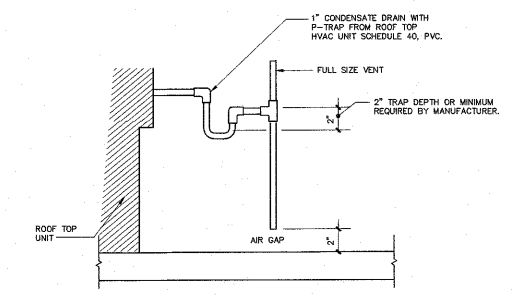 1" CONDENSATE DRAIN WITH
P-TRAP FROM ROOF TOP
HVAC UNIT SCHEDULE 40, PVC.
FULL SIZE VENT
2" TRAP DEPTH OR MINIMUM
REQUIRED BY MANUFACTURER.
2"
ROOF TOP
UNIT
AIR GAP
2"